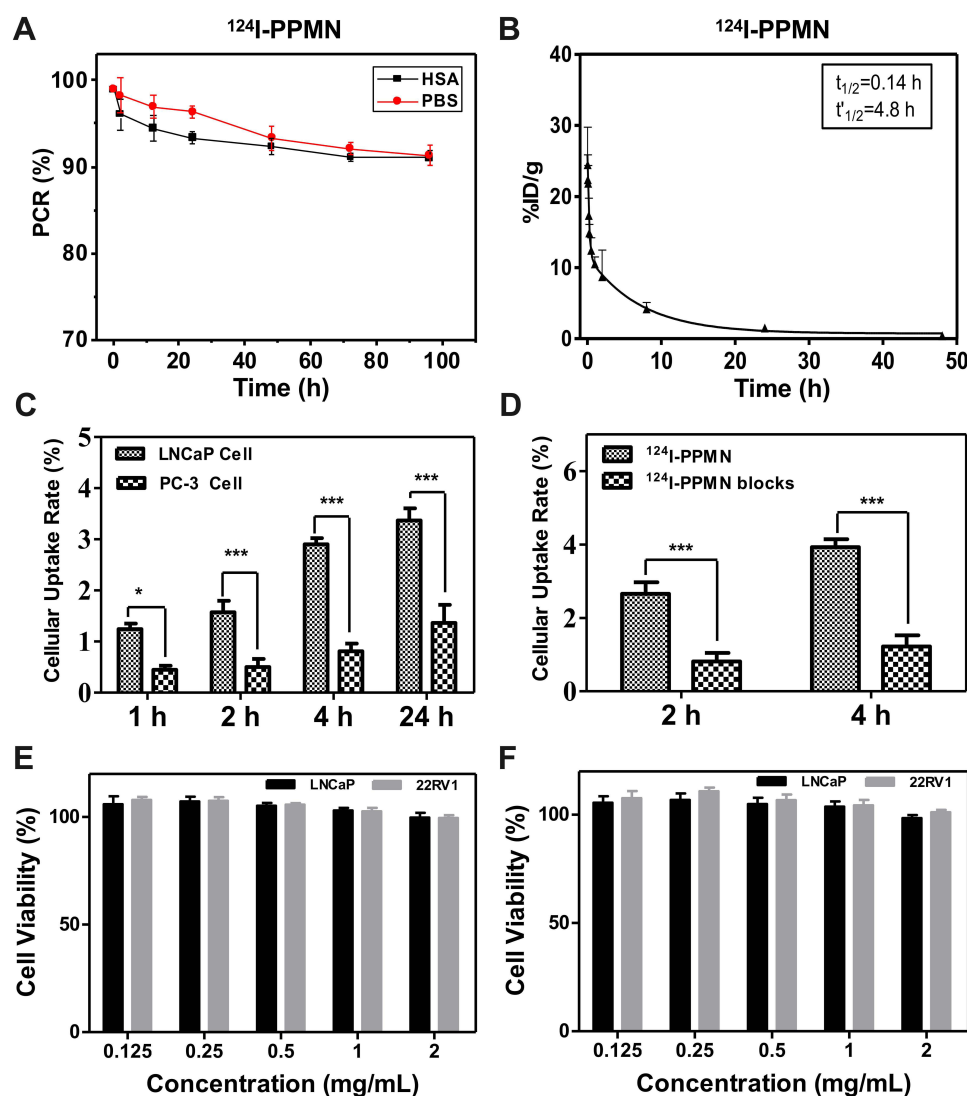 A
¹²⁴I-PPMN
PCR (%)
100
90
80
70
HSA
PBS
0 20 40 60 80 100
Time (h)
B
¹²⁴I-PPMN
%ID/g
40
30
20
10
0
t1/2=0.14 h
t'1/2=4.8 h
0 10 20 30 40 50
Time (h)
C
Cellular Uptake Rate (%)
5
4
3
2
1
0
LNCaP Cell
PC-3 Cell
*
***
***
***
1 h 2 h 4 h 24 h
D
Cellular Uptake Rate (%)
6
4
2
0
¹²⁴I-PPMN
¹²⁴I-PPMN blocks
***
***
2 h 4 h
E
Cell Viability (%)
100
50
0
LNCaP 22RV1
0.125 0.25 0.5 1 2
Concentration (mg/mL)
F
Cell Viability (%)
100
50
0
LNCaP 22RV1
0.125 0.25 0.5 1 2
Concentration (mg/mL)